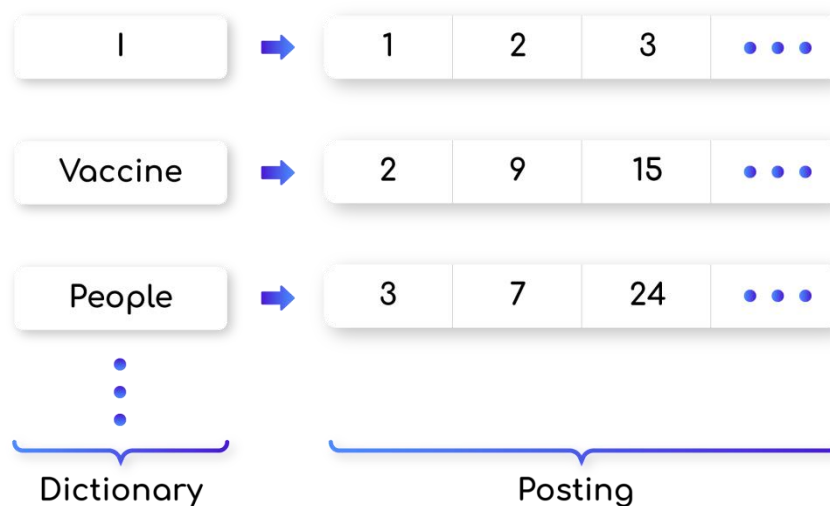 I 1 2 3
Vaccine 2 9 15
People 3 7 24
Dictionary Posting